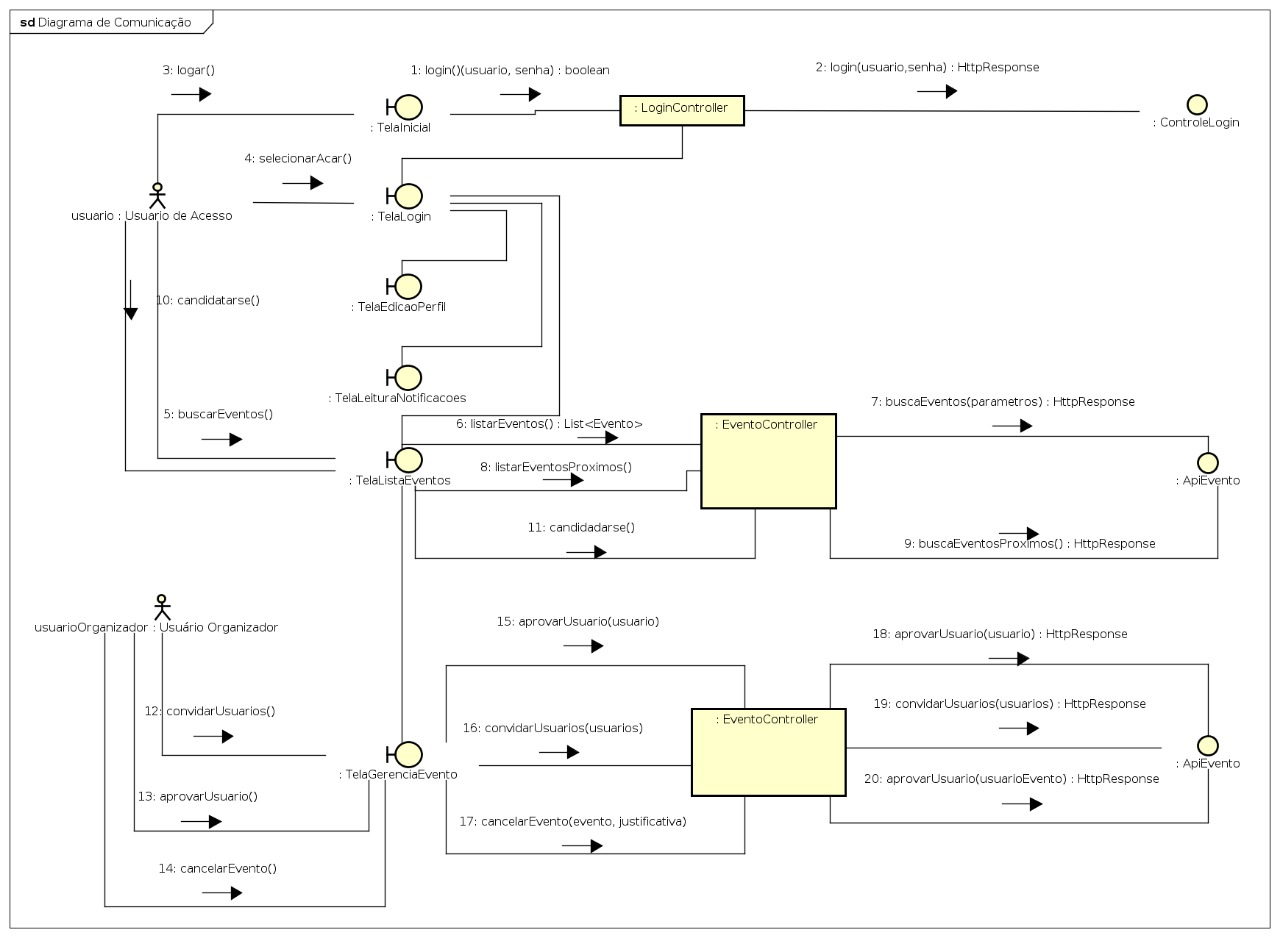 sd Diagrama de Comunicação
3: logar()
1: login()(usuario, senha) : boolean
2: login(usuario,senha) : HttpResponse
: TelaInicial
: LoginController
: ControleLogin
4: selecionarAcar()
usuario : Usuario de Acesso
: TelaLogin
10: candidatarse()
: TelaEdicaoPerfil
: TelaLeituraNotificacoes
5: buscarEventos()
6: listarEventos() : List<Evento>
: EventoController
7: buscaEventos(parametros) : HttpResponse
8: listarEventosProximos()
: TelaListaEventos
: ApiEvento
11: candidadarse()
9: buscaEventosProximos() : HttpResponse
usuarioOrganizador : Usuário Organizador
15: aprovarUsuario(usuario)
18: aprovarUsuario(usuario) : HttpResponse
12: convidarUsuarios()
16: convidarUsuarios(usuarios)
: EventoController
19: convidarUsuarios(usuarios) : HttpResponse
: TelaGerenciaEvento
: ApiEvento
13: aprovarUsuario()
20: aprovarUsuario(usuarioEvento) : HttpResponse
17: cancelarEvento(evento, justificativa)
14: cancelarEvento()